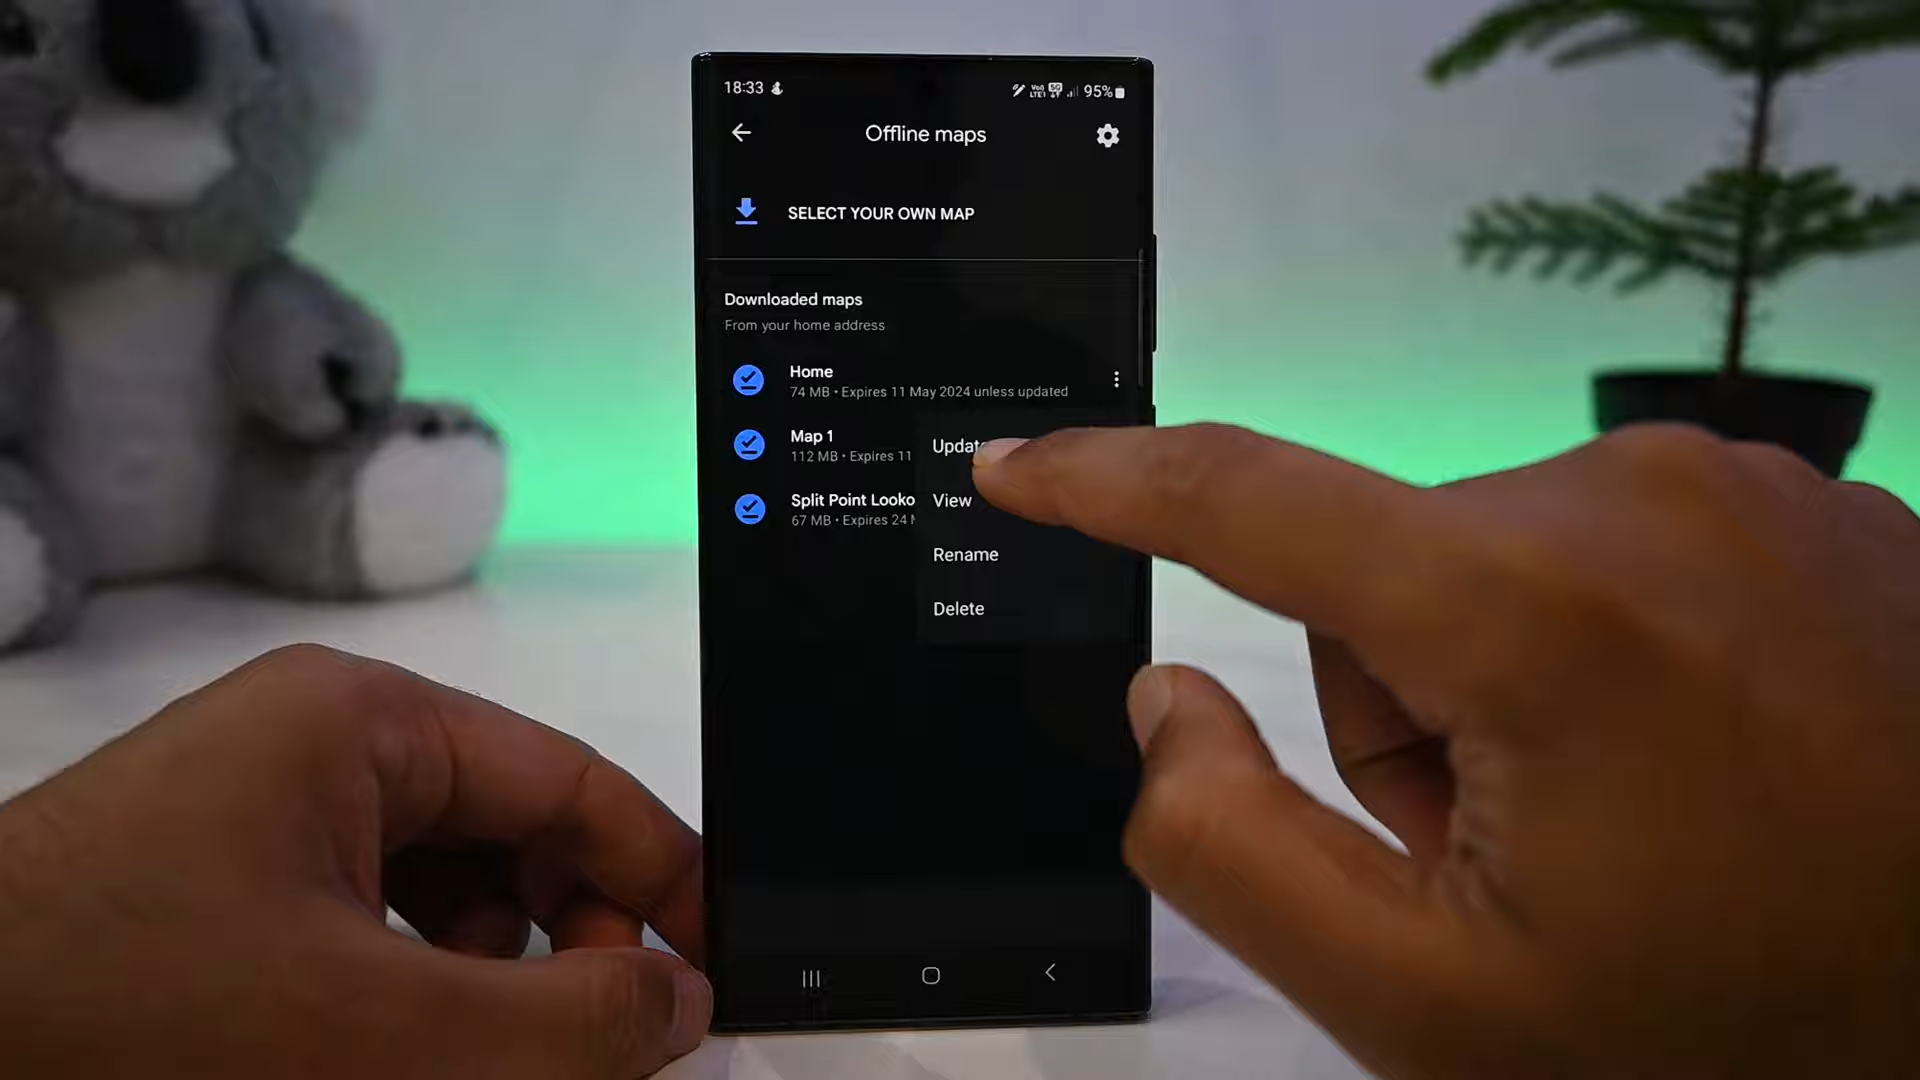 18:33 95%
Offline maps
SELECT YOUR OWN MAP
Downloaded maps
From your home address
Home
74 MB • Expires 11 May 2024 unless updated
Map 1
112 MB • Expires 11
Split Point Looko
67 MB • Expires 24
Updat
View
Rename
Delete